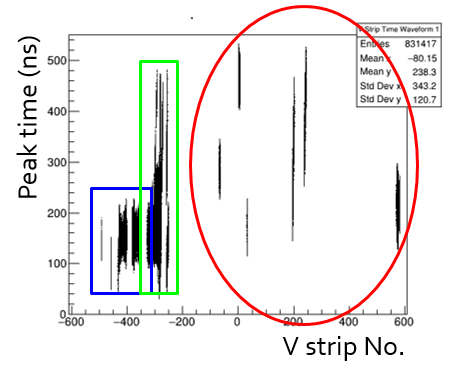 V Strip Time Waveform 1
Entries 831417
Mean x −80.15
Mean y 238.3
Std Dev x 343.2
Std Dev y 120.7
Peak time (ns)
500
400
300
200
100
0
−600 −400 −200 0 200 400 600
V strip No.